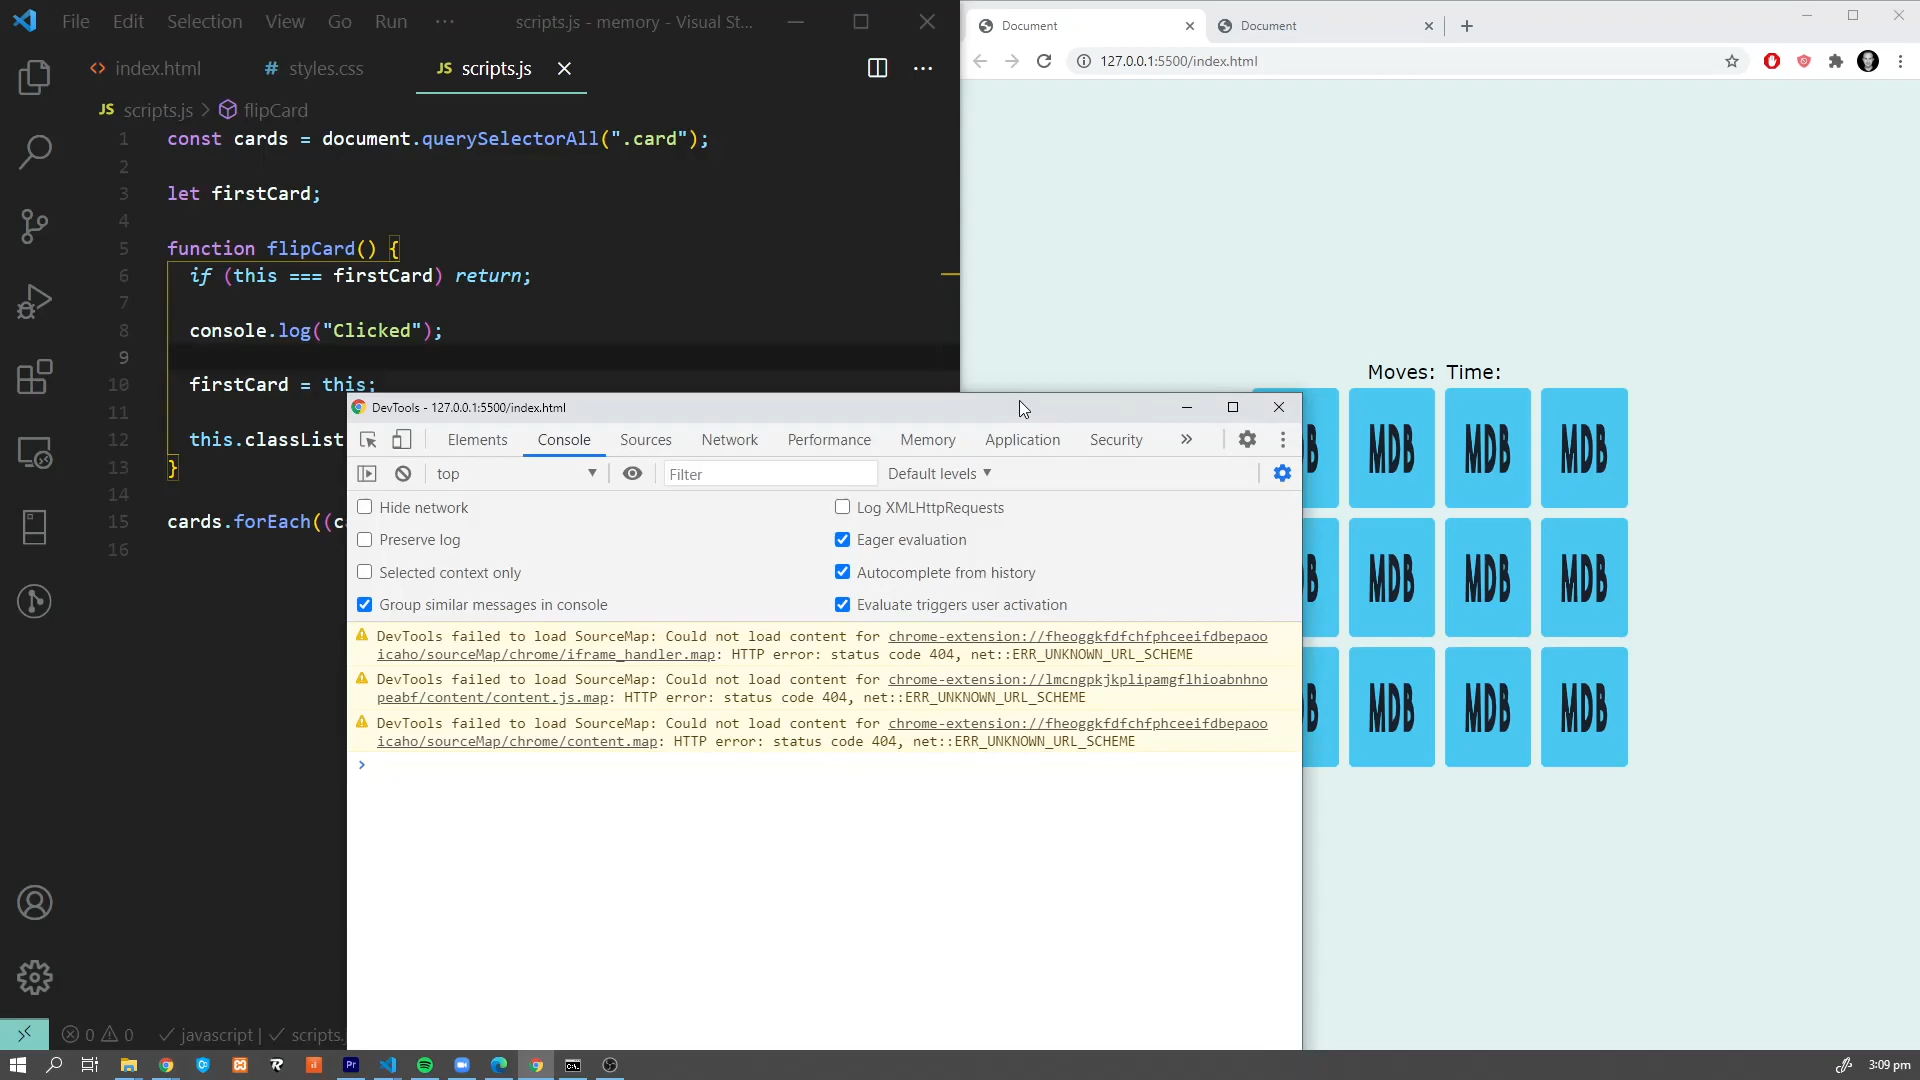 File Edit Selection View Go Run ··· scripts.js - memory - Visual St...
index.html # styles.css JS scripts.js
JS scripts.js > flipCard
1 const cards = document.querySelectorAll(".card");
2
3 let firstCard;
4
5 function flipCard() {
6 if (this === firstCard) return;
7
8 console.log("Clicked");
9
10 firstCard = this;
11
12 this.classList
13 }
14
15 cards.forEach((c
16
0 0 javascript | scripts.
Document Document
127.0.0.1:5500/index.html
Moves: Time:
MDB MDB MDB
MDB MDB MDB
MDB MDB MDB
DevTools - 127.0.0.1:5500/index.html
Elements Console Sources Network Performance Memory Application Security »
top Filter Default levels
Hide network Log XMLHttpRequests
Preserve log Eager evaluation
Selected context only Autocomplete from history
Group similar messages in console Evaluate triggers user activation
DevTools failed to load SourceMap: Could not load content for chrome-extension://fheoggkfdfchfphceeifdbepaoo
icaho/sourceMap/chrome/iframe_handler.map: HTTP error: status code 404, net::ERR_UNKNOWN_URL_SCHEME
DevTools failed to load SourceMap: Could not load content for chrome-extension://lmcngpkjkplipamgflhioabnhno
peabf/content/content.js.map: HTTP error: status code 404, net::ERR_UNKNOWN_URL_SCHEME
DevTools failed to load SourceMap: Could not load content for chrome-extension://fheoggkfdfchfphceeifdbepaoo
icaho/sourceMap/chrome/content.map: HTTP error: status code 404, net::ERR_UNKNOWN_URL_SCHEME
>
Pr
3:09 pm